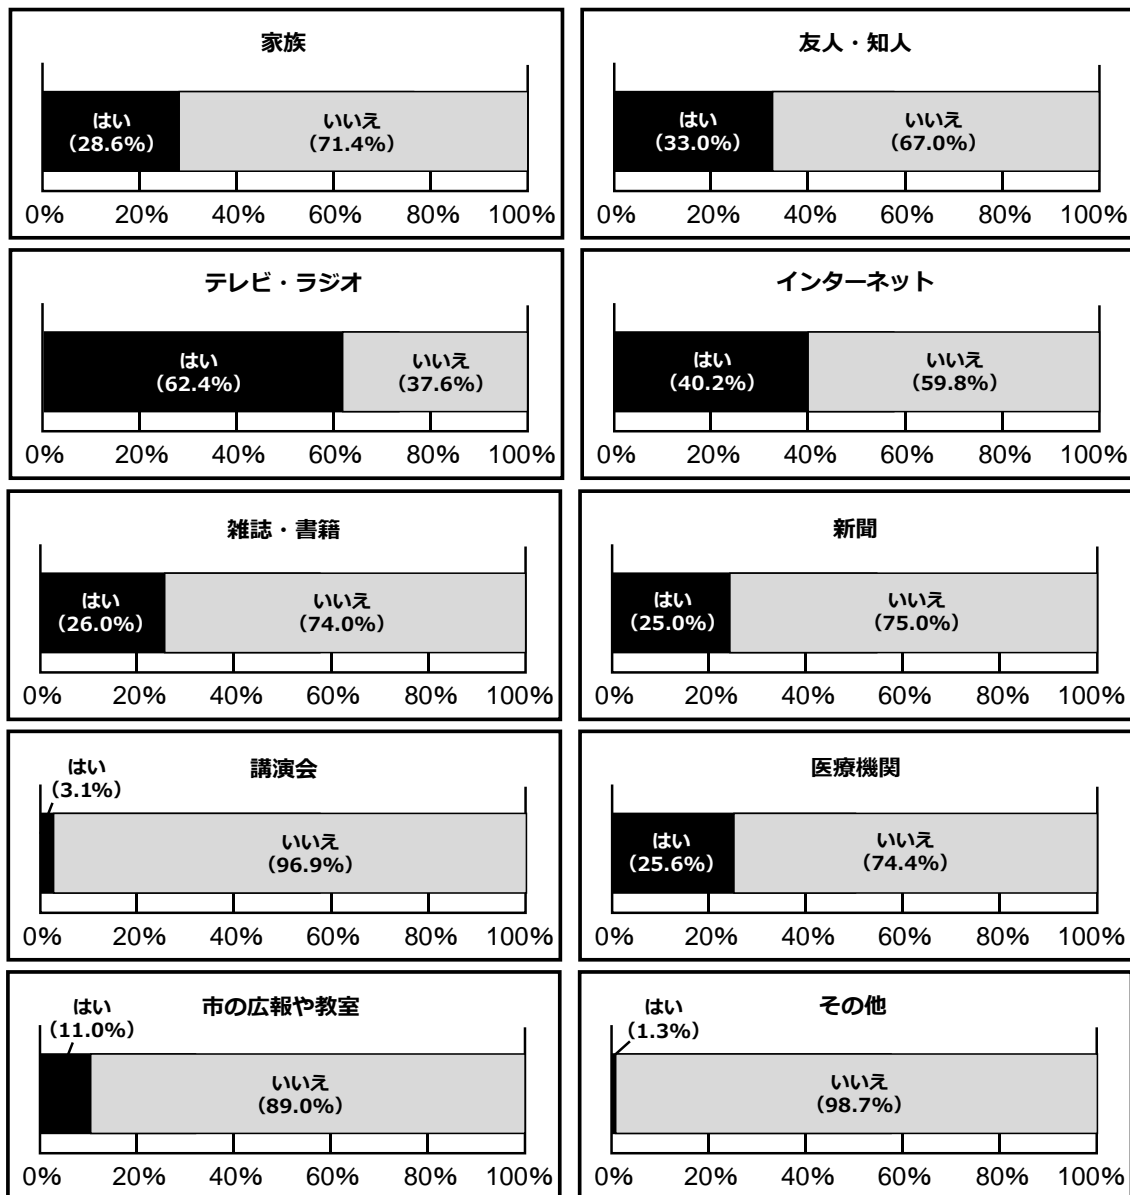 家族
はい
（28.6%）
いいえ
（71.4%）
0% 20% 40% 60% 80% 100%
友人・知人
はい
（33.0%）
いいえ
（67.0%）
0% 20% 40% 60% 80% 100%
テレビ・ラジオ
はい
（62.4%）
いいえ
（37.6%）
0% 20% 40% 60% 80% 100%
インターネット
はい
（40.2%）
いいえ
（59.8%）
0% 20% 40% 60% 80% 100%
雑誌・書籍
はい
（26.0%）
いいえ
（74.0%）
0% 20% 40% 60% 80% 100%
新聞
はい
（25.0%）
いいえ
（75.0%）
0% 20% 40% 60% 80% 100%
講演会
はい
（3.1%）
いいえ
（96.9%）
0% 20% 40% 60% 80% 100%
医療機関
はい
（25.6%）
いいえ
（74.4%）
0% 20% 40% 60% 80% 100%
市の広報や教室
はい
（11.0%）
いいえ
（89.0%）
0% 20% 40% 60% 80% 100%
その他
はい
（1.3%）
いいえ
（98.7%）
0% 20% 40% 60% 80% 100%